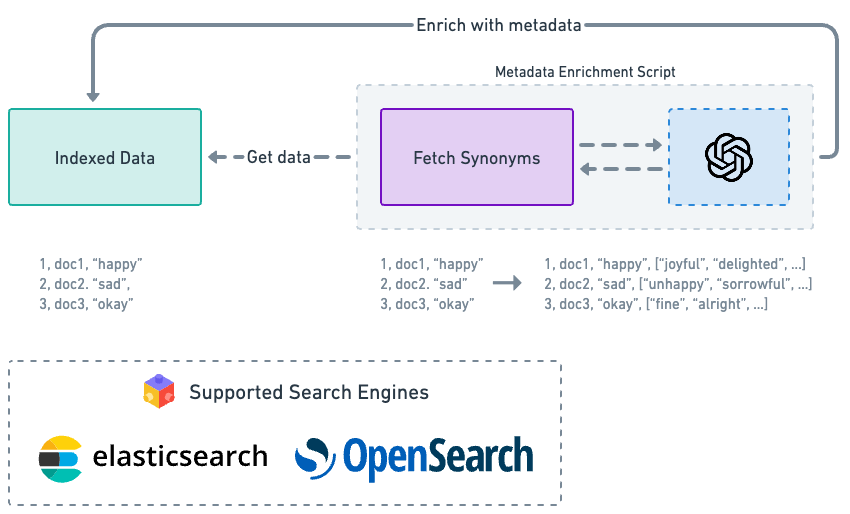 Enrich with metadata
Metadata Enrichment Script
Indexed Data
Get data
Fetch Synonyms
1, doc1, “happy”
2, doc2. “sad”,
3, doc3, “okay”
1, doc1, “happy”
2, doc2. “sad”
3, doc3, “okay”
1, doc1, “happy”, [“joyful”, “delighted”, ...]
2, doc2, “sad”, [“unhappy”, “sorrowful”, ...]
3, doc3, “okay”, [“fine”, “alright”, ...]
Supported Search Engines
elasticsearch
OpenSearch